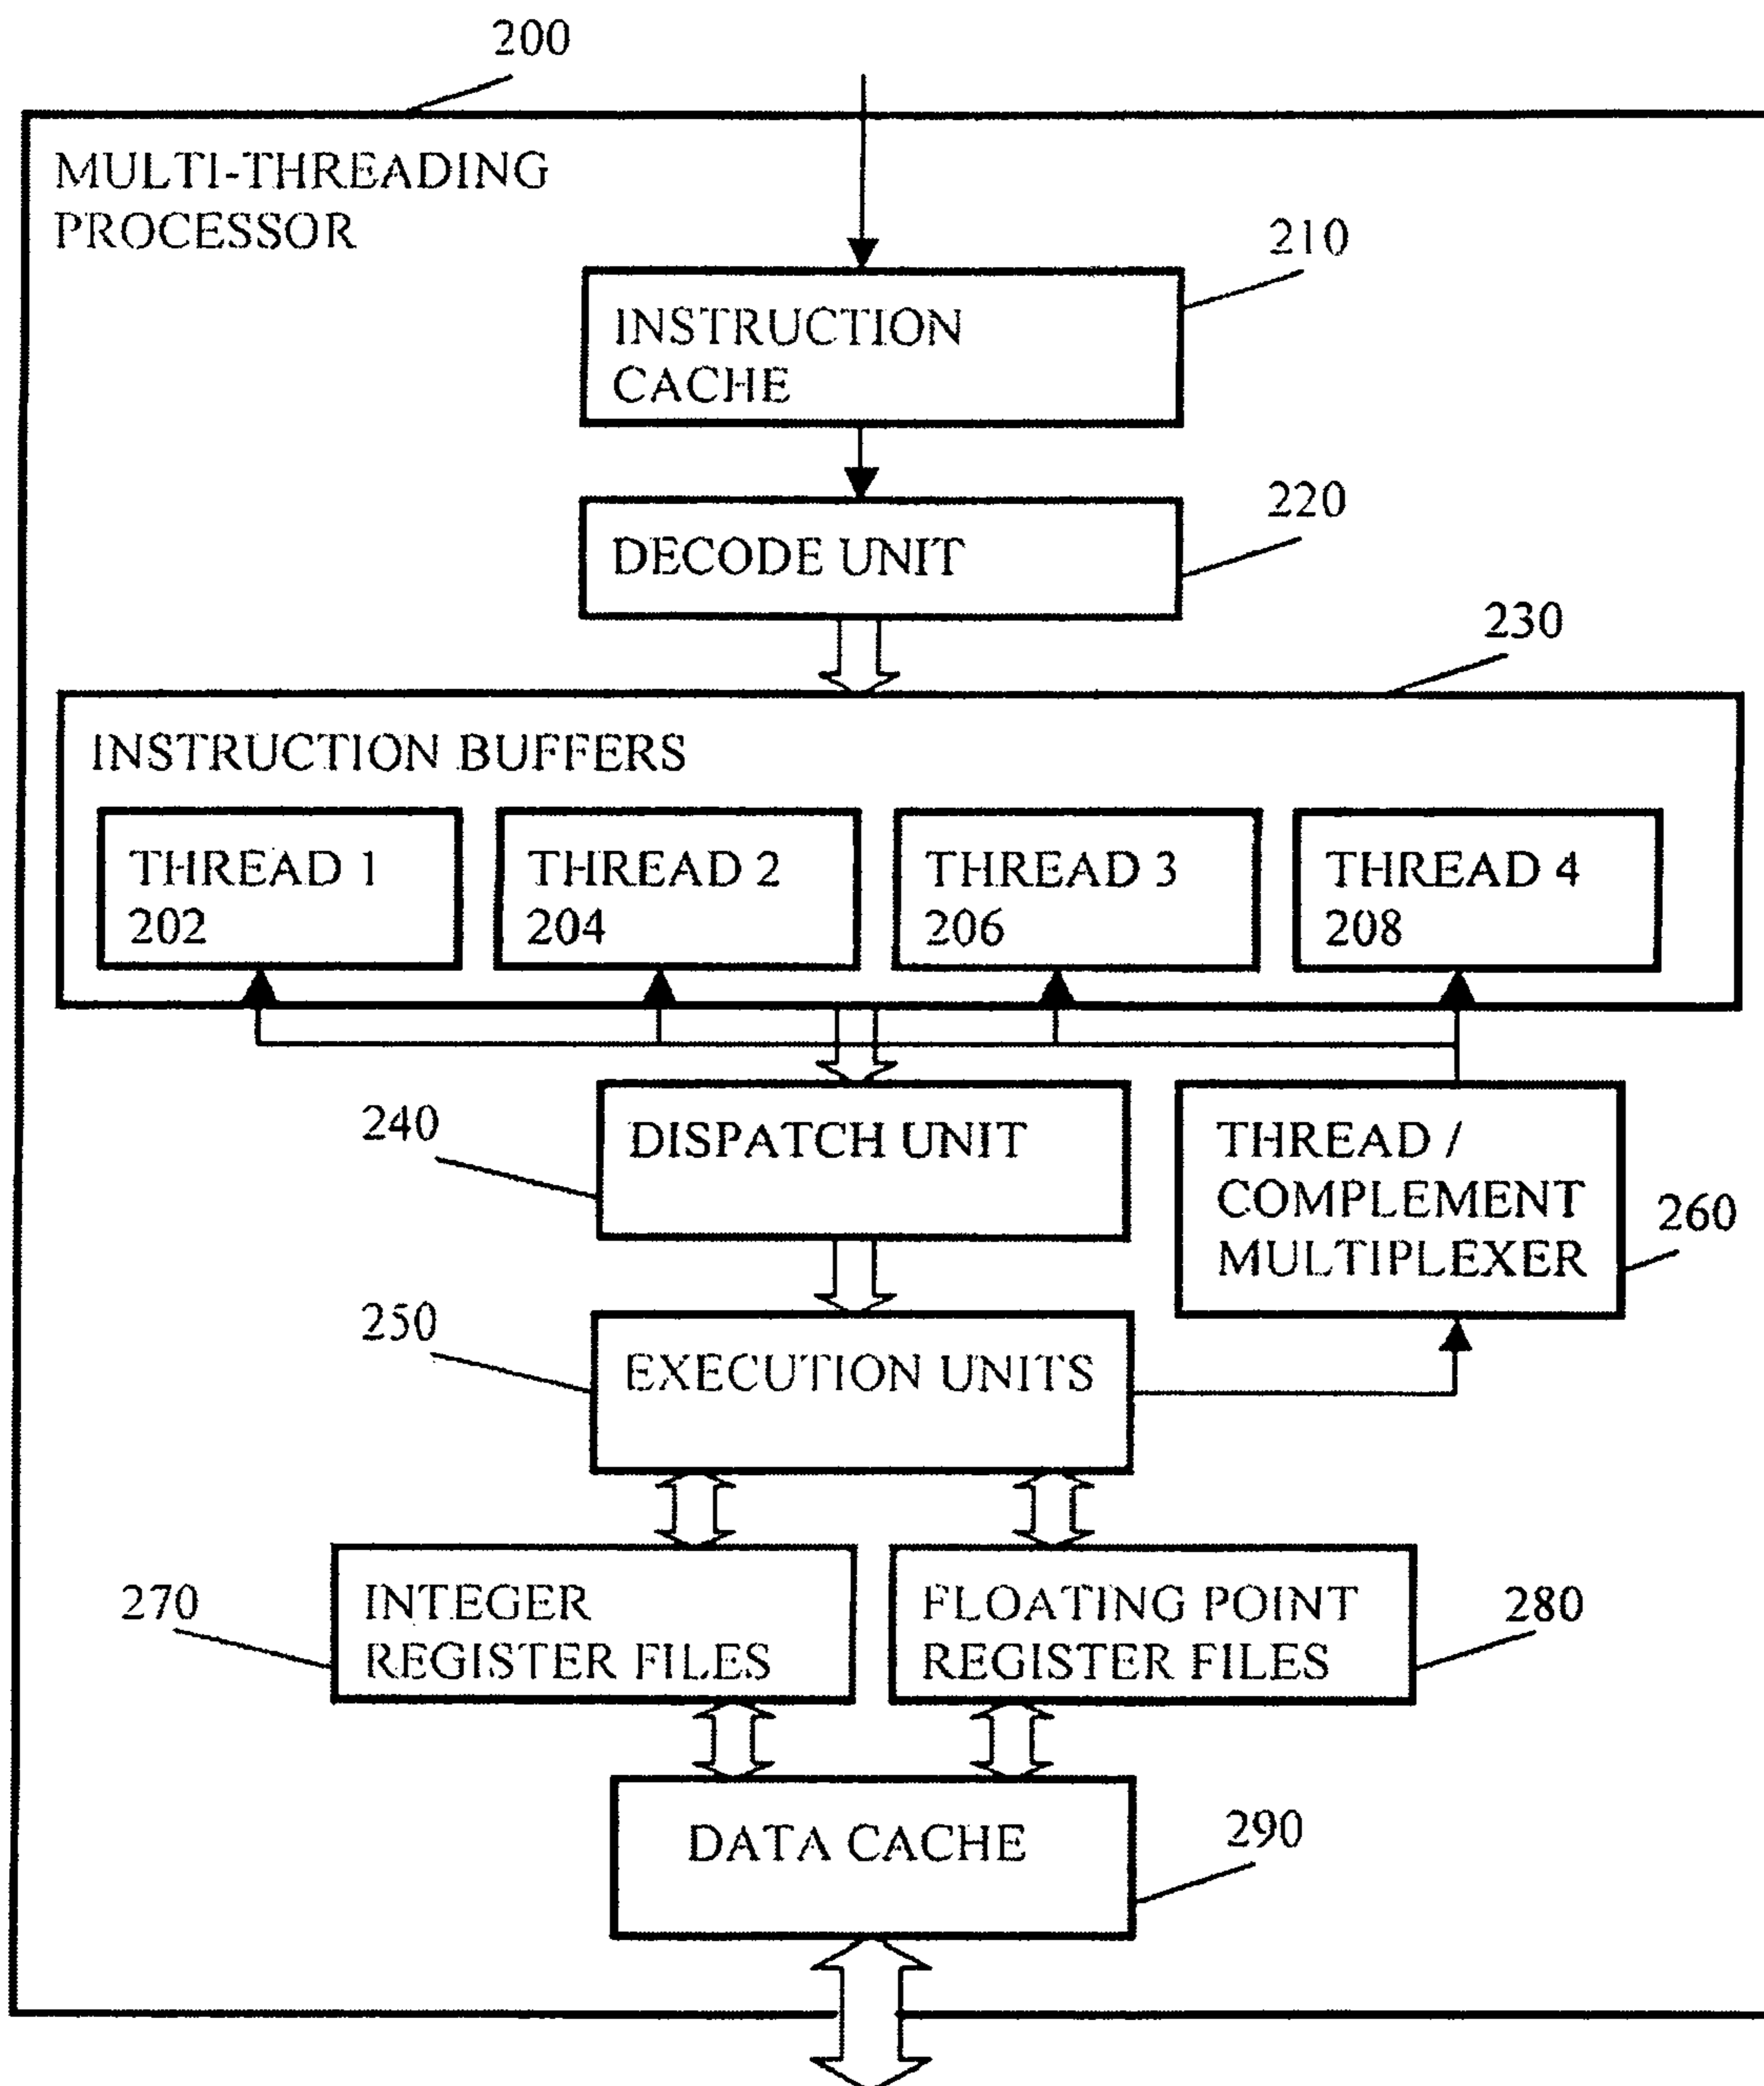 200
MULTI-THREADING
PROCESSOR
210
INSTRUCTION
CACHE
220
DECODE UNIT
230
INSTRUCTION BUFFERS
THREAD 1
202
THREAD 2
204
THREAD 3
206
THREAD 4
208
240
DISPATCH UNIT
THREAD /
COMPLEMENT
MULTIPLEXER
260
250
EXECUTION UNITS
270
INTEGER
REGISTER FILES
FLOATING POINT
REGISTER FILES
280
DATA CACHE
290